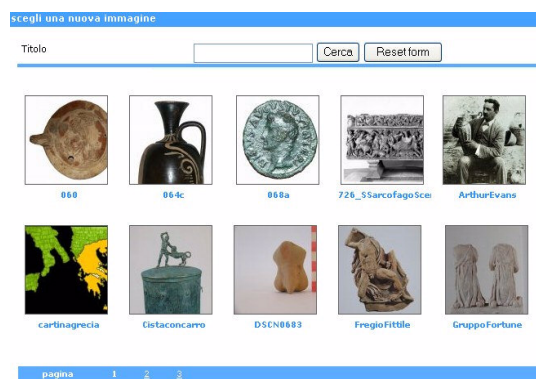 scegli una nuova immagine
Titolo Cerca Reset form
060 064c 068a 726_SSarcofagoSce ArthurEvans
cartinagrecia Cistaconcarro DSCN0683 FregioFittile GruppoFortune
pagina 1 2 3